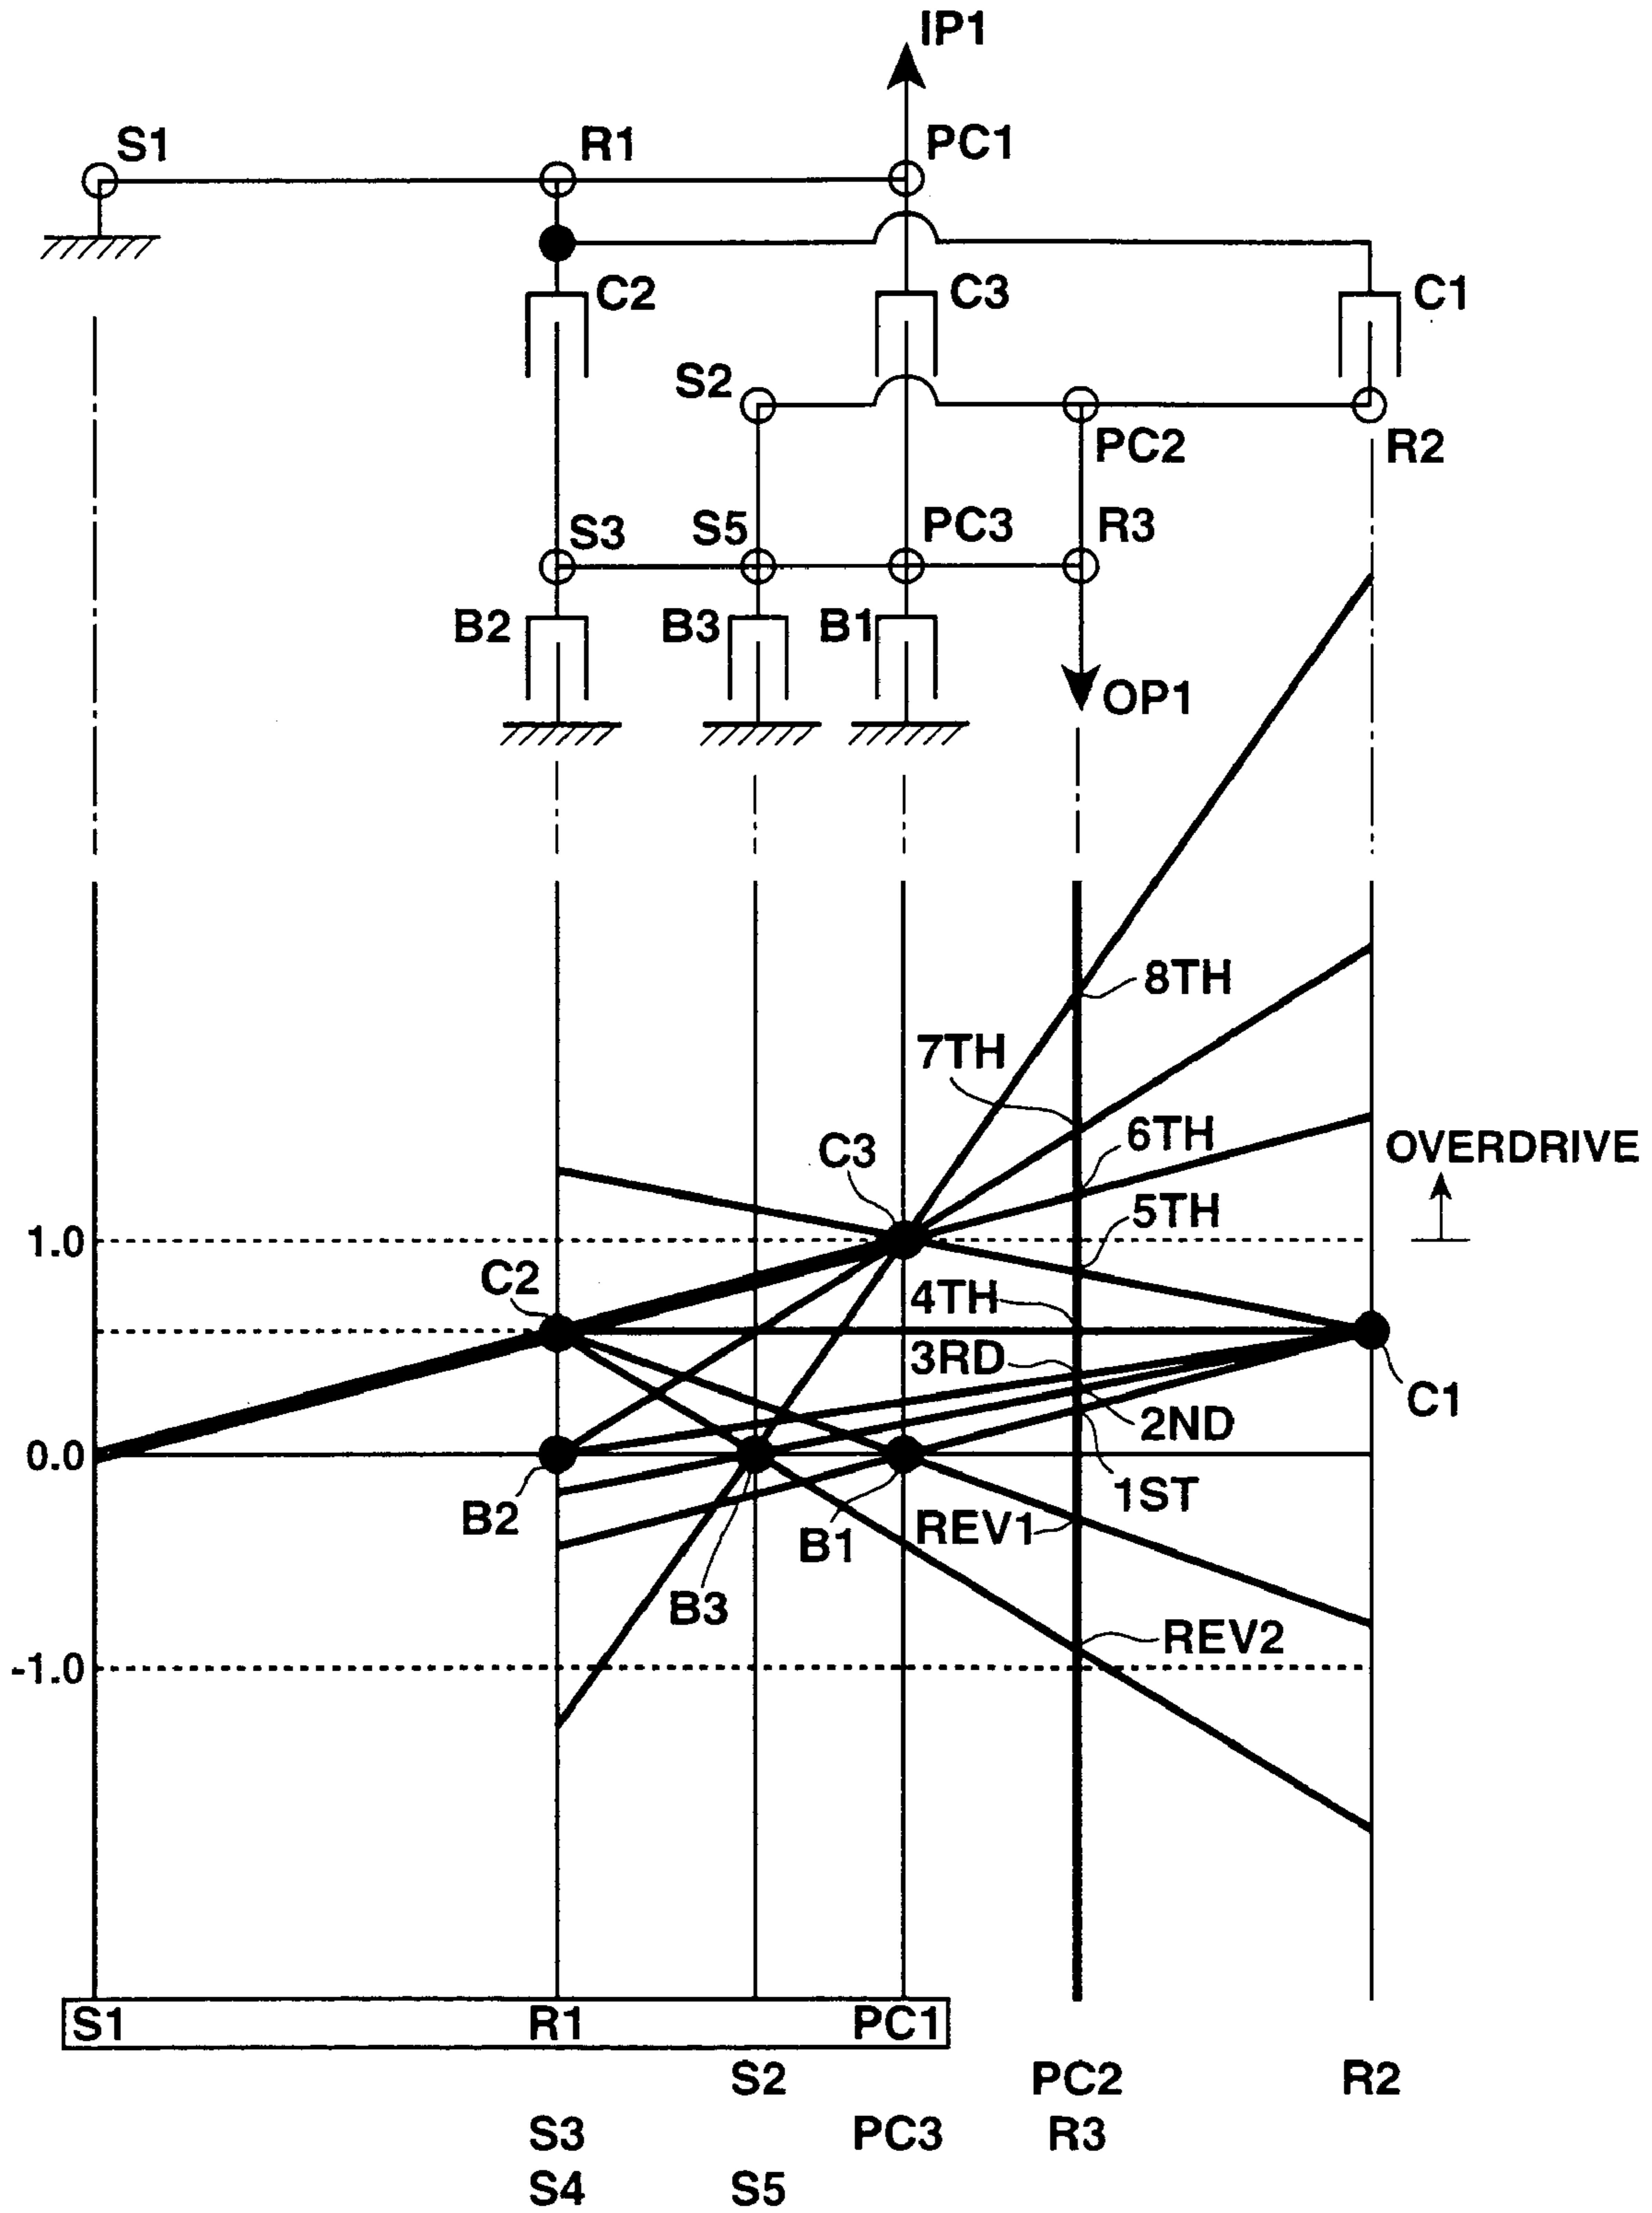 IP1
S1
R1
PC1
C2
C3
C1
S2
PC2
R2
S3
S5
PC3
R3
B2
B3
B1
OP1
8TH
7TH
6TH
OVERDRIVE
C3
5TH
1.0
C2
4TH
3RD
C1
2ND
0.0
1ST
B2
REV1
B1
B3
REV2
-1.0
S1
R1
PC1
S2
PC2
R2
S3
PC3
R3
S4
S5